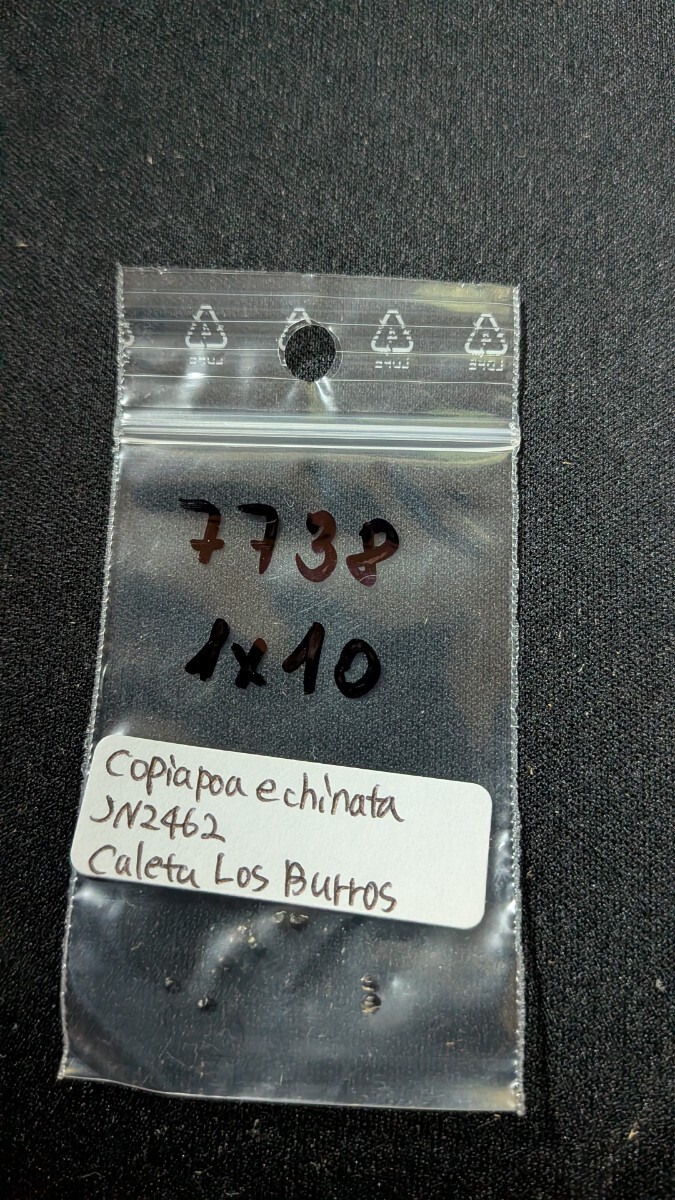 7738
1x10
Copiapoa echinata
JN2462
Caleta Los Burros